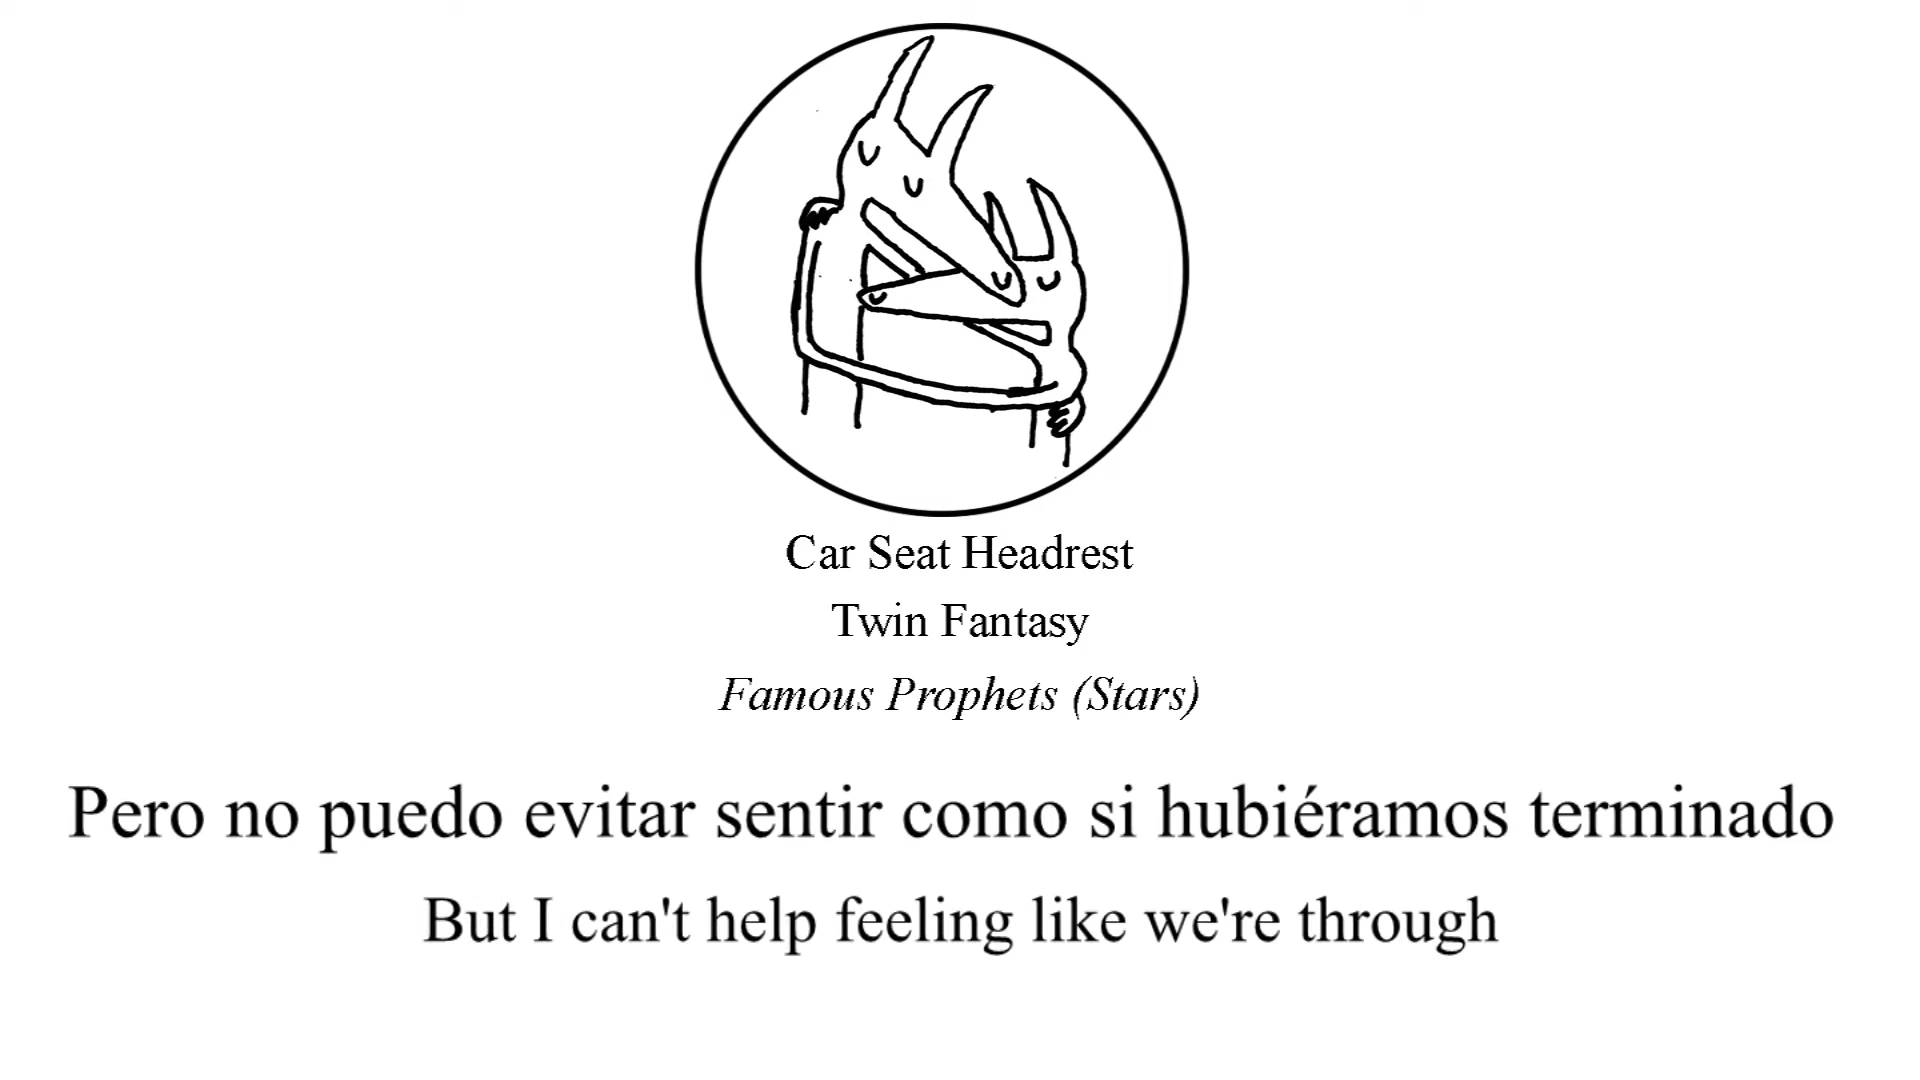 Car Seat Headrest
Twin Fantasy
Famous Prophets (Stars)
Pero no puedo evitar sentir como si hubiéramos terminado
But I can't help feeling like we're through